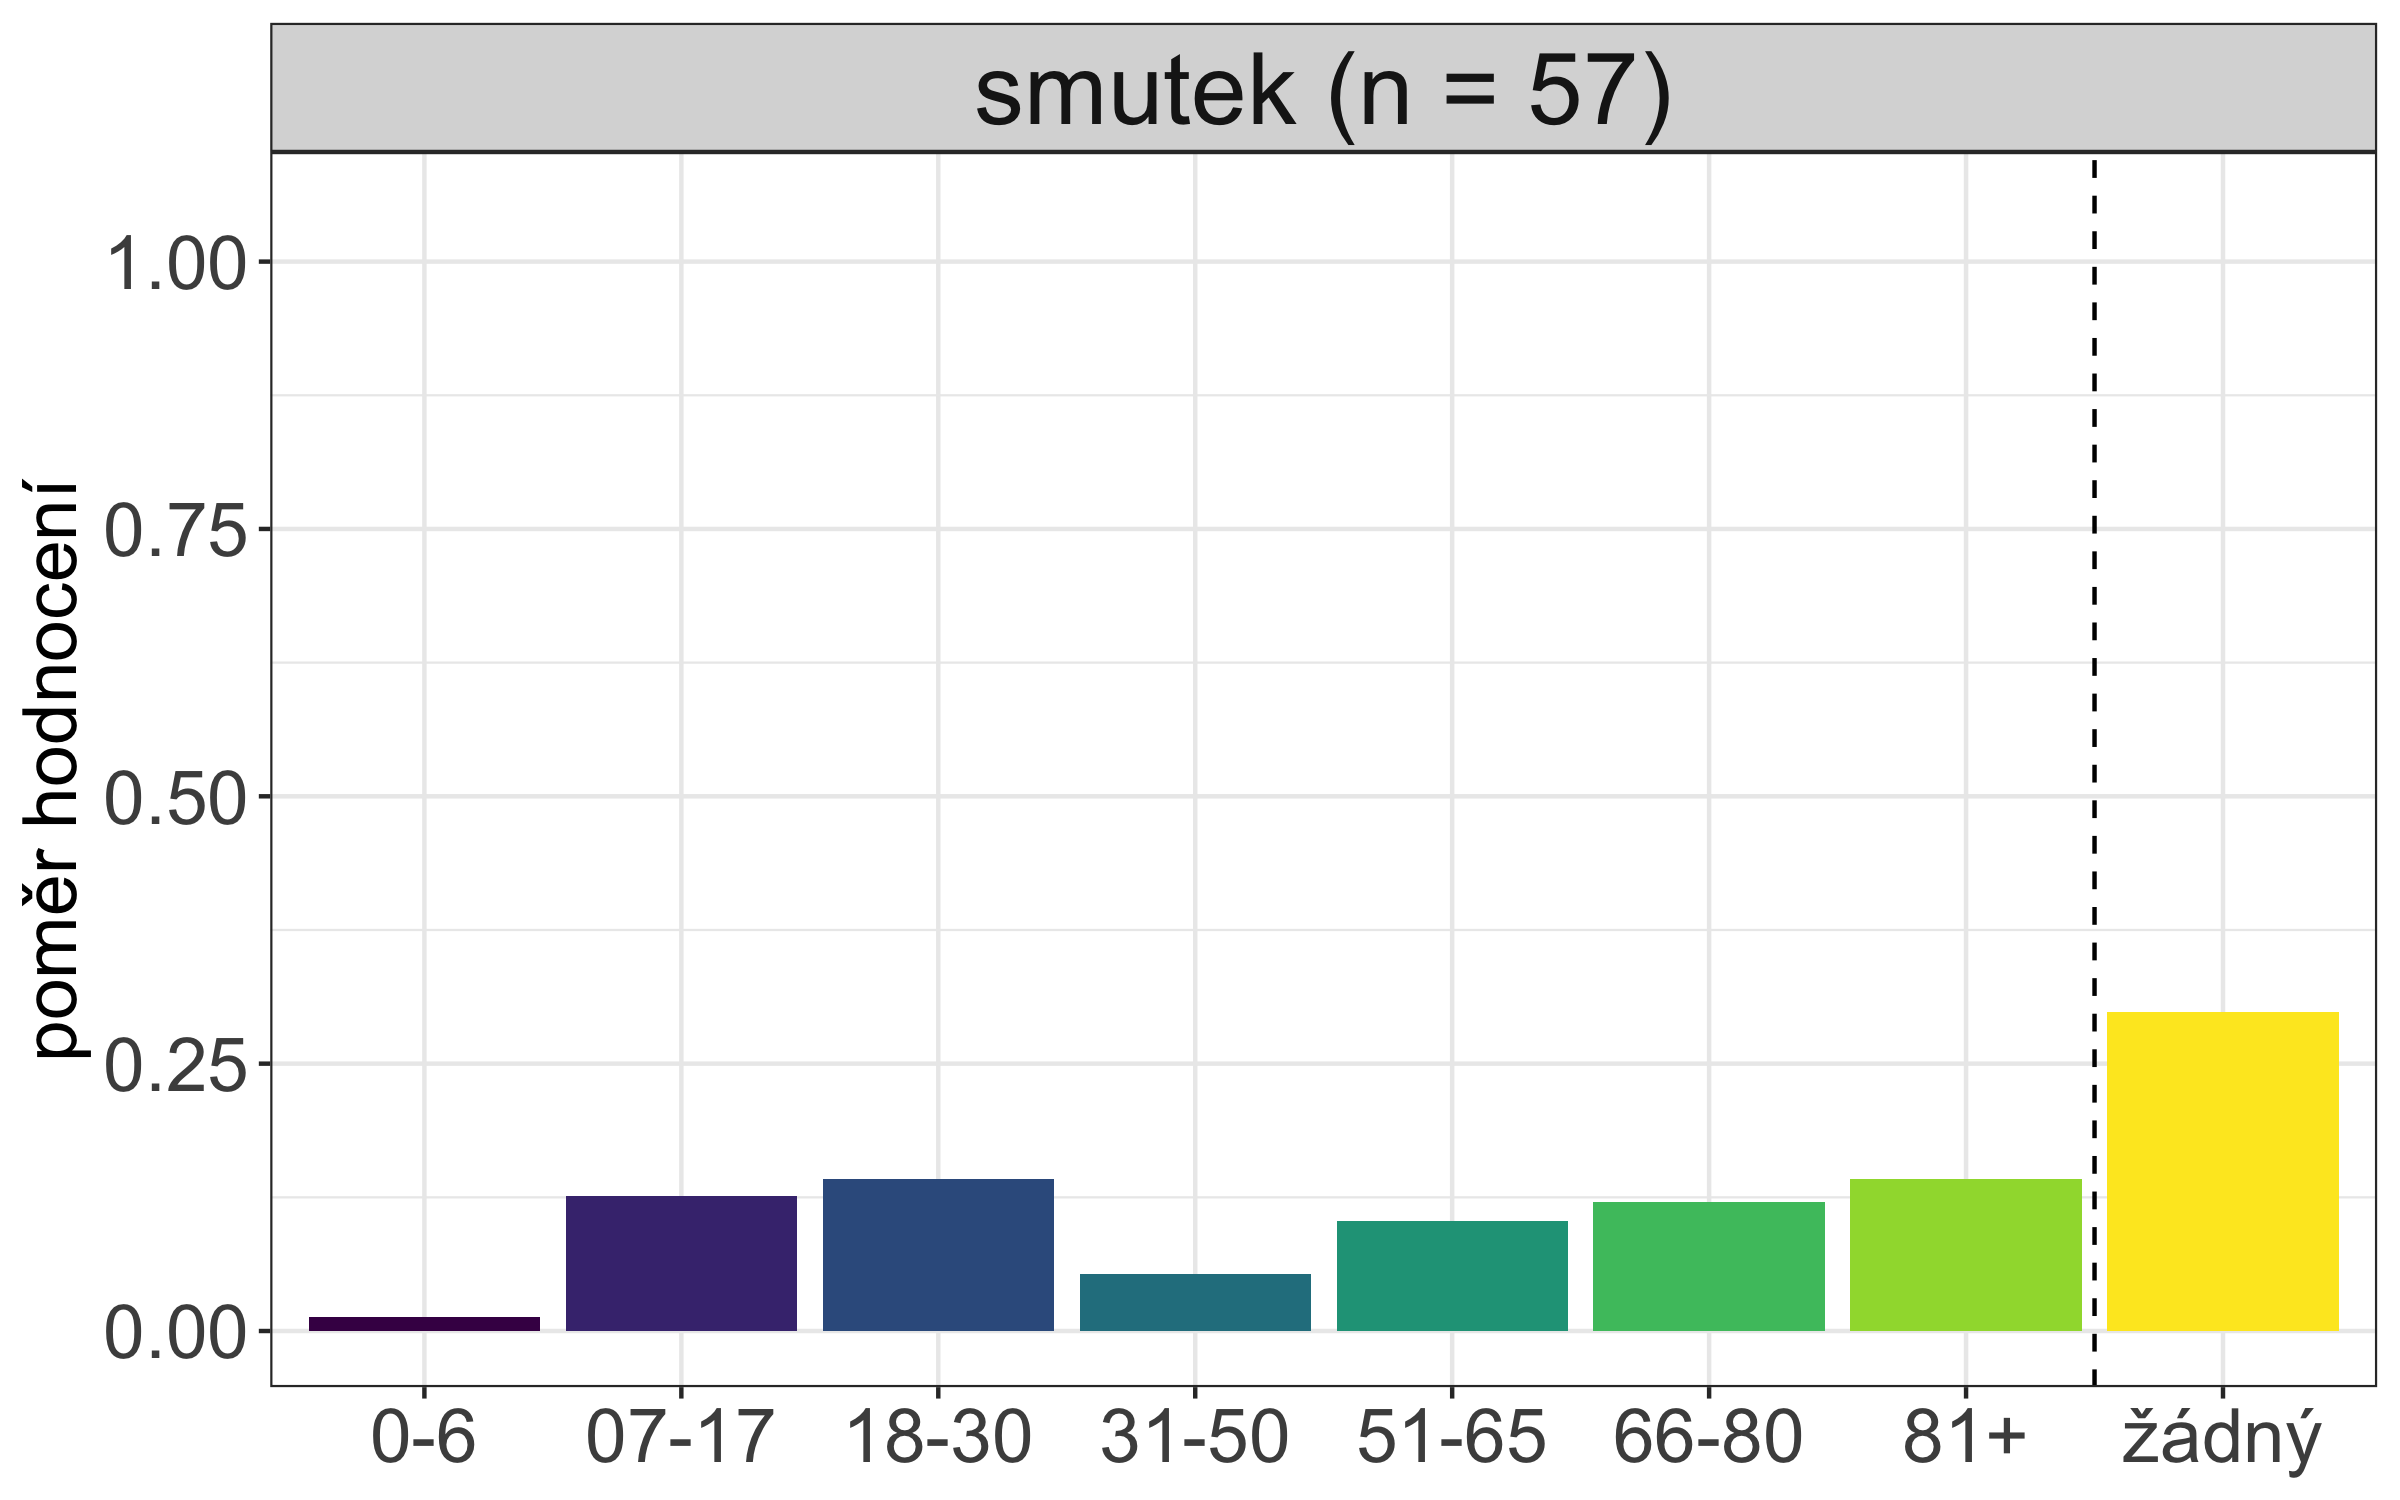 smutek (n = 57)
poměr hodnocení
1.00
0.75
0.50
0.25
0.00
0-6 07-17 18-30 31-50 51-65 66-80 81+ žádný